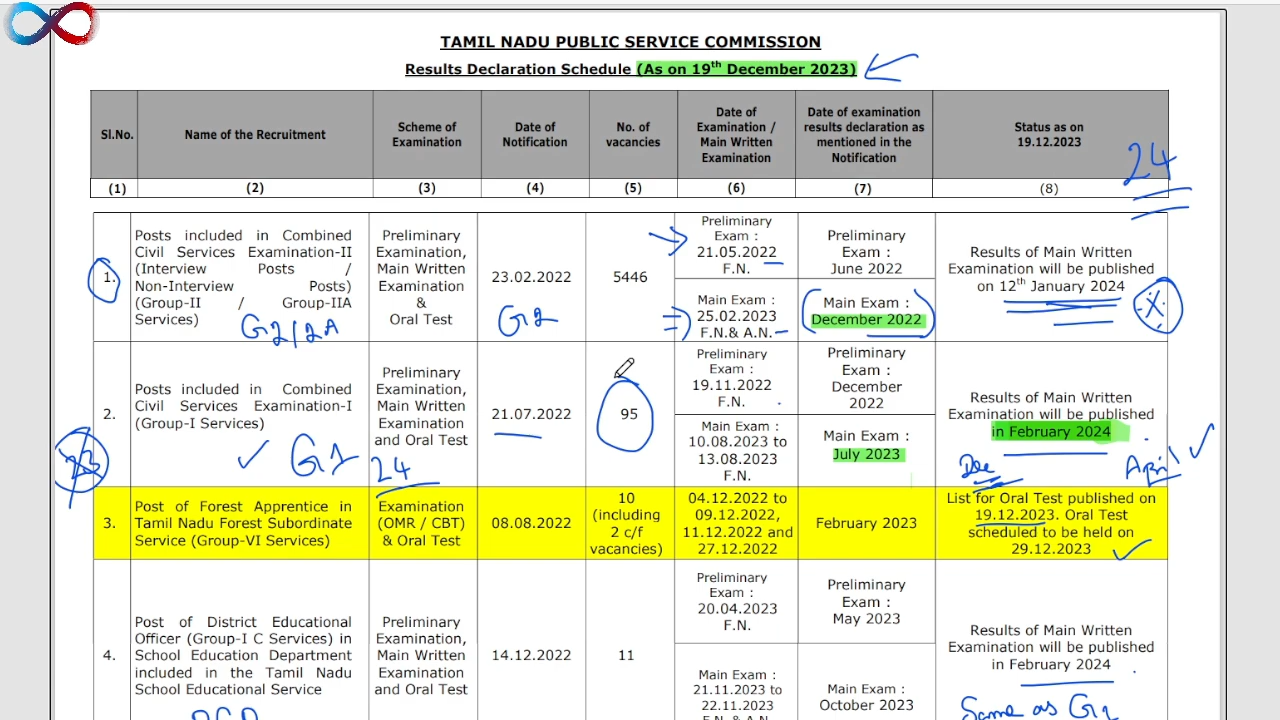 TAMIL NADU PUBLIC SERVICE COMMISSION
Results Declaration Schedule (As on 19th December 2023)
Sl.No.
Name of the Recruitment
Scheme of
Examination
Date of
Notification
No. of
vacancies
Date of
Examination /
Main Written
Examination
Date of examination
results declaration as
mentioned in the
Notification
Status as on
19.12.2023
24
(1)
(2)
(3)
(4)
(5)
(6)
(7)
(8)
1.
Posts included in Combined
Civil Services Examination-II
(Interview Posts /
Non-Interview Posts)
(Group-II / Group-IIA
Services)
G2/2A
Preliminary
Examination,
Main Written
Examination
&
Oral Test
23.02.2022
G2
5446
Preliminary
Exam :
21.05.2022
F.N.
Main Exam :
25.02.2023
F.N.& A.N.
Preliminary
Exam :
June 2022
Main Exam :
December 2022
Results of Main Written
Examination will be published
on 12th January 2024
2.
Posts included in Combined
Civil Services Examination-I
(Group-I Services)
G1
23
Preliminary
Examination,
Main Written
Examination
and Oral Test
24
21.07.2022
95
Preliminary
Exam :
19.11.2022
F.N.
Main Exam :
10.08.2023 to
13.08.2023
F.N.
Preliminary
Exam :
December
2022
Main Exam :
July 2023
Results of Main Written
Examination will be published
in February 2024
Dec
April
3.
Post of Forest Apprentice in
Tamil Nadu Forest Subordinate
Service (Group-VI Services)
Examination
(OMR / CBT)
& Oral Test
08.08.2022
10
(including
2 c/f
vacancies)
04.12.2022 to
09.12.2022,
11.12.2022 and
27.12.2022
February 2023
List for Oral Test published on
19.12.2023. Oral Test
scheduled to be held on
29.12.2023
4.
Post of District Educational
Officer (Group-I C Services) in
School Education Department
included in the Tamil Nadu
School Educational Service
Preliminary
Examination,
Main Written
Examination
and Oral Test
14.12.2022
11
Preliminary
Exam :
20.04.2023
F.N.
Main Exam :
21.11.2023 to
22.11.2023
F.N & A.N
Preliminary
Exam :
May 2023
Main Exam :
October 2023
Results of Main Written
Examination will be published
in February 2024
Same as G1